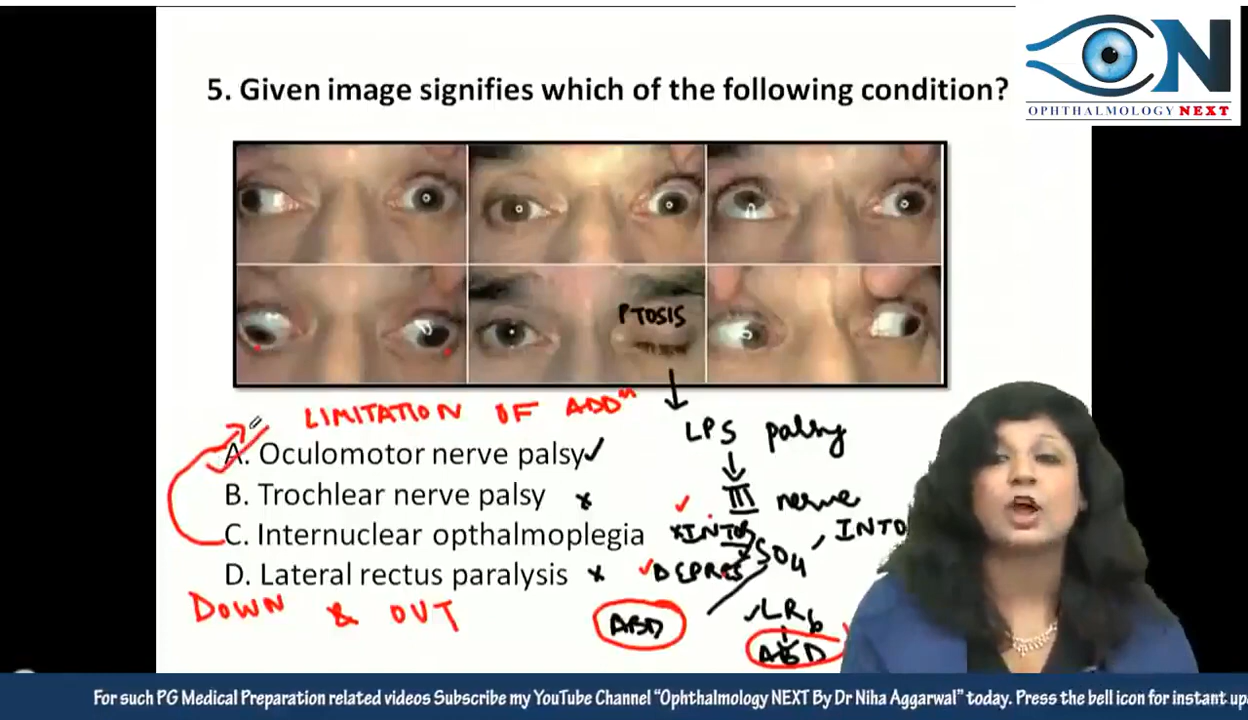 ON
OPHTHALMOLOGY NEXT
5. Given image signifies which of the following condition?
PTOSIS
LIMITATION OF ADDⁿ
LPS palsy
A. Oculomotor nerve palsy✓
B. Trochlear nerve palsy x
III nerve
C. Internuclear opthalmoplegia
xINTOS
SO4
INTO
D. Lateral rectus paralysis x
DEPRES
DOWN & OUT
ABD
LR6
ABD
For such PG Medical Preparation related videos Subscribe my YouTube Channel “Ophthalmology NEXT By Dr Niha Aggarwal” today. Press the bell icon for instant up